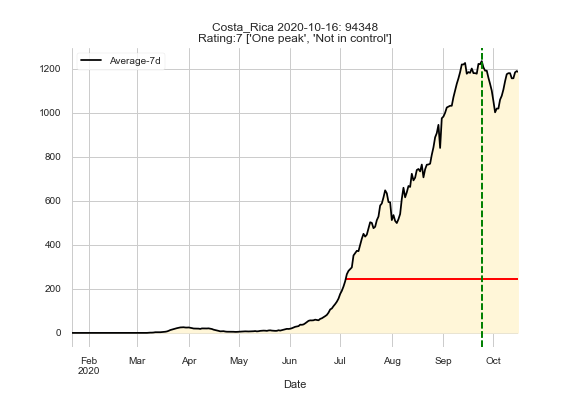 Costa_Rica 2020-10-16: 94348
Rating:7 ['One peak', 'Not in control']
Average-7d
1200
1000
800
600
400
200
0
Feb Mar Apr May Jun Jul Aug Sep Oct
2020
Date